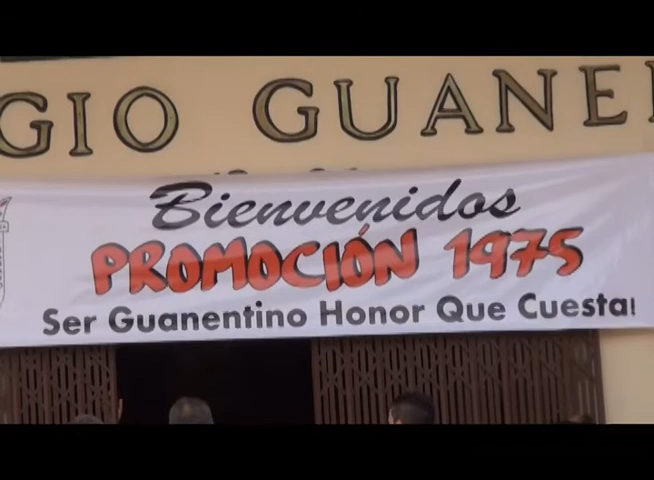 GIO GUANE
Bienvenidos
PROMOCIÓN 1975
Ser Guanentino Honor Que Cuesta!